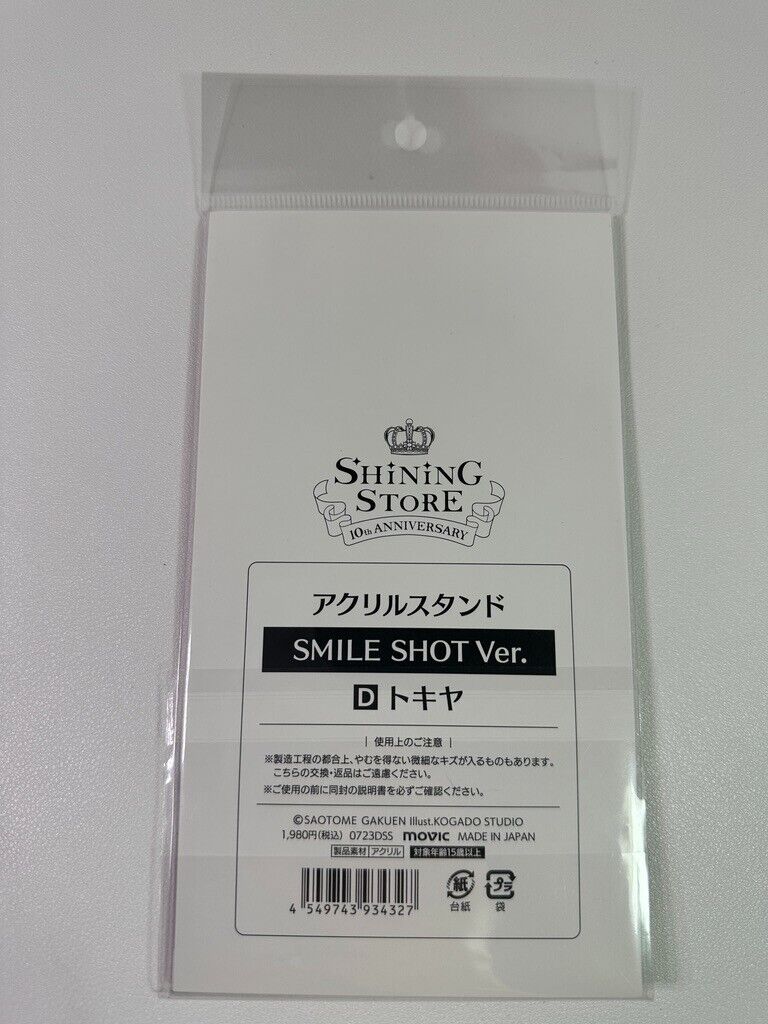 SHINING
STORE
10th ANNIVERSARY
アクリルスタンド
SMILE SHOT Ver.
D トキヤ
| 使用上のご注意 |
※製造工程の都合上、やむを得ない微細なキズが入るものもあります。
こちらの交換・返品はご遠慮ください。
※ご使用の前に同封の説明書を必ずご確認ください。
©SAOTOME GAKUEN Illust.KOGADO STUDIO
1,980円(税込) 0723DSS movic MADE IN JAPAN
製品素材 アクリル 対象年齢15歳以上
4 549743 934327
紙 プラ
台紙 袋